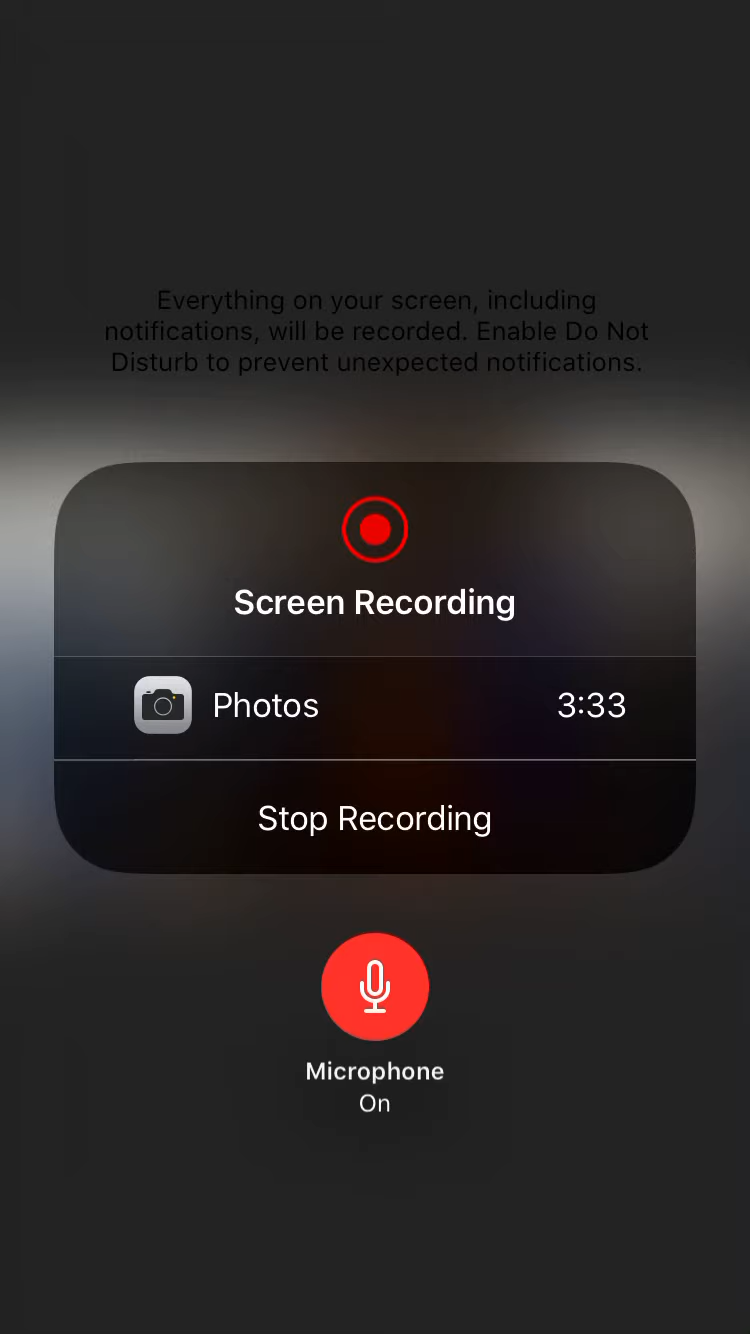 Everything on your screen, including
notifications, will be recorded. Enable Do Not
Disturb to prevent unexpected notifications.
Screen Recording
Photos 3:33
Stop Recording
Microphone
On